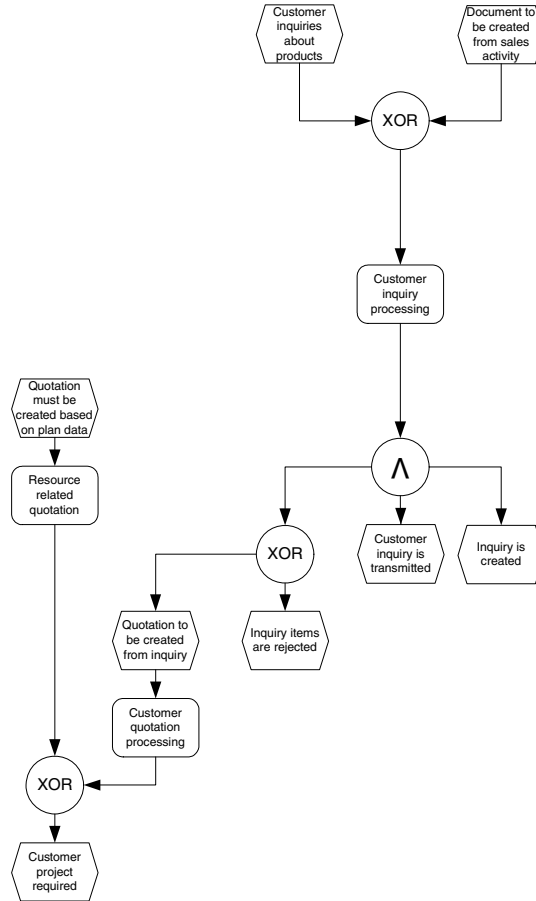 Customer
inquiries
about
products
Document to
be created
from sales
activity
XOR
Customer
inquiry
processing
Quotation
must be
created based
on plan data
Resource
related
quotation
Λ
XOR
Customer
inquiry is
transmitted
Inquiry is
created
Quotation to
be created
from inquiry
Inquiry items
are rejected
Customer
quotation
processing
XOR
Customer
project
required